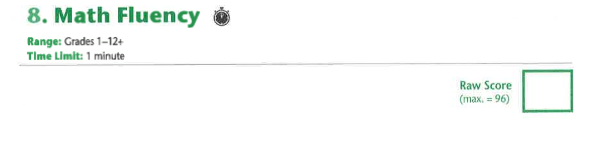 8. Math Fluency
Range: Grades 1–12+
Time Limit: 1 minute
Raw Score
(max. = 96)